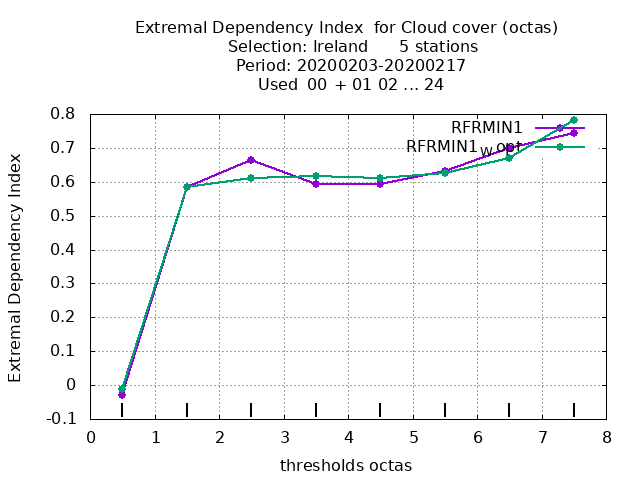 Extremal Dependency Index  for Cloud cover (octas)
Selection: Ireland      5 stations
Period: 20200203-20200217
Used  00  + 01 02 ... 24
RFRMIN1
RFRMIN1wopt
Extremal Dependency Index
0.8
0.7
0.6
0.5
0.4
0.3
0.2
0.1
0
-0.1
0 1 2 3 4 5 6 7 8
thresholds octas